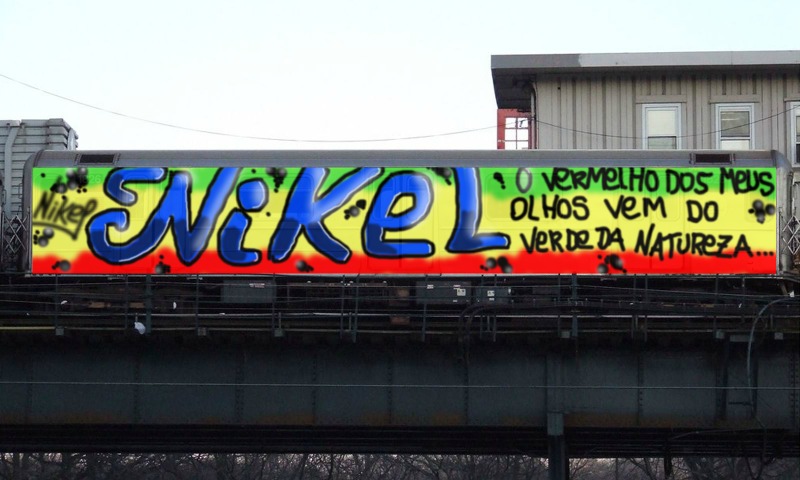 Nikel
NiKeL
O VERMELHO DOS MEUS
OLHOS VEM DO
VERDE DA NATUREZA...